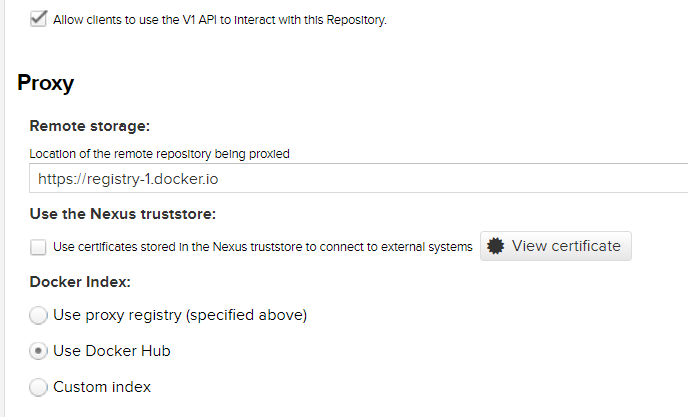 Allow clients to use the V1 API to interact with this Repository.
Proxy
Remote storage:
Location of the remote repository being proxied
https://registry-1.docker.io
Use the Nexus truststore:
Use certificates stored in the Nexus truststore to connect to external systems
View certificate
Docker Index:
Use proxy registry (specified above)
Use Docker Hub
Custom index